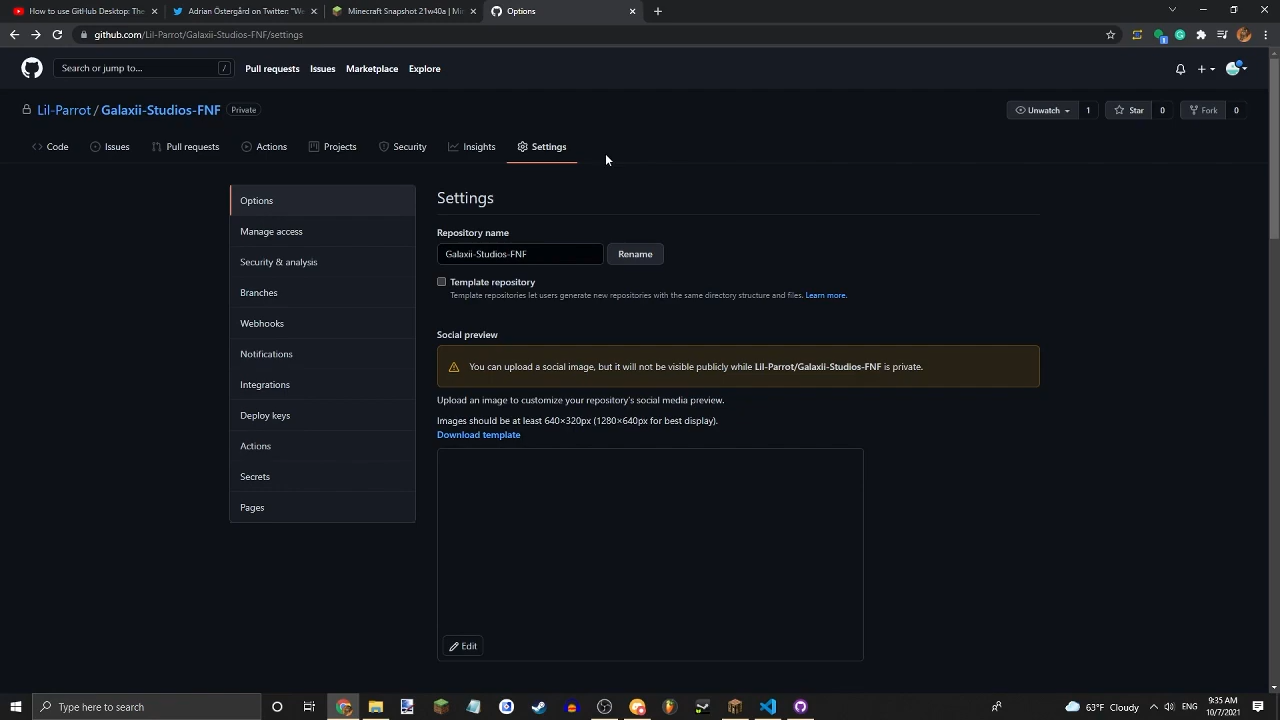 How to use GitHub Desktop: The
Adrian Östergård on Twitter: "We
Minecraft Snapshot 21w40a | Mi
Options
github.com/Lil-Parrot/Galaxii-Studios-FNF/settings
Search or jump to...
/
Pull requests
Issues
Marketplace
Explore
Lil-Parrot / Galaxii-Studios-FNF
Private
Unwatch
1
Star
0
Fork
0
Code
Issues
Pull requests
Actions
Projects
Security
Insights
Settings
Options
Manage access
Security & analysis
Branches
Webhooks
Notifications
Integrations
Deploy keys
Actions
Secrets
Pages
Settings
Repository name
Galaxii-Studios-FNF
Rename
Template repository
Template repositories let users generate new repositories with the same directory structure and files. Learn more.
Social preview
You can upload a social image, but it will not be visible publicly while Lil-Parrot/Galaxii-Studios-FNF is private.
Upload an image to customize your repository's social media preview.
Images should be at least 640×320px (1280×640px for best display).
Download template
Edit
Type here to search
63°F Cloudy
ENG
9:35 AM
10/7/2021